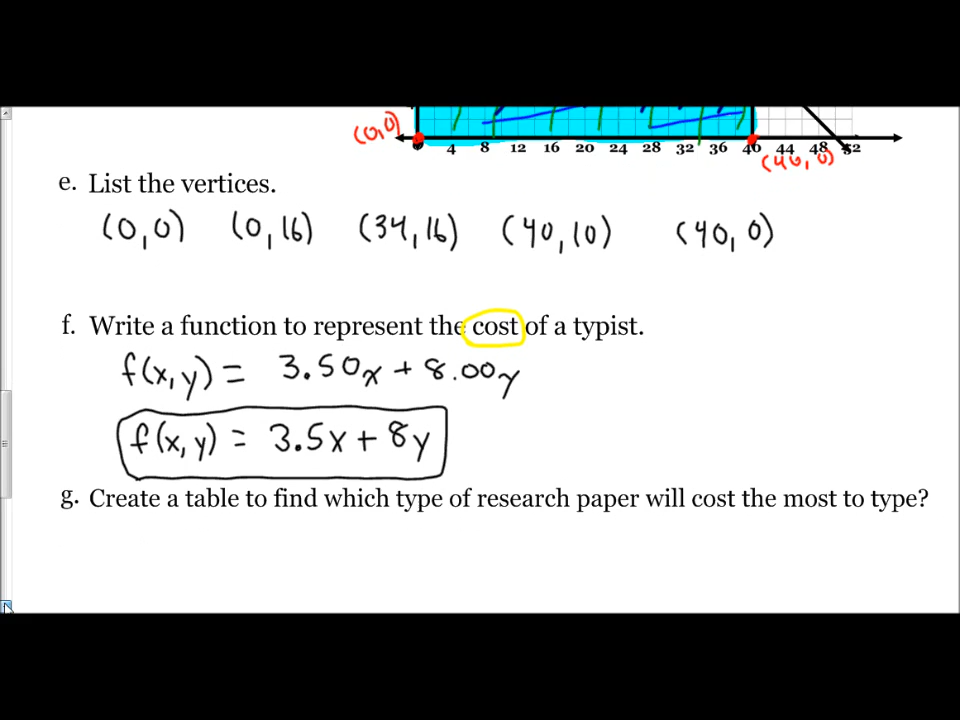 (0,0)
0 4 8 12 16 20 24 28 32 36 40 44 48 52
(40,0)
e. List the vertices.
(0,0) (0,16) (34,16) (40,10) (40,0)
f. Write a function to represent the cost of a typist.
f(x,y) = 3.50x + 8.00y
f(x,y) = 3.5x + 8y
g. Create a table to find which type of research paper will cost the most to type?